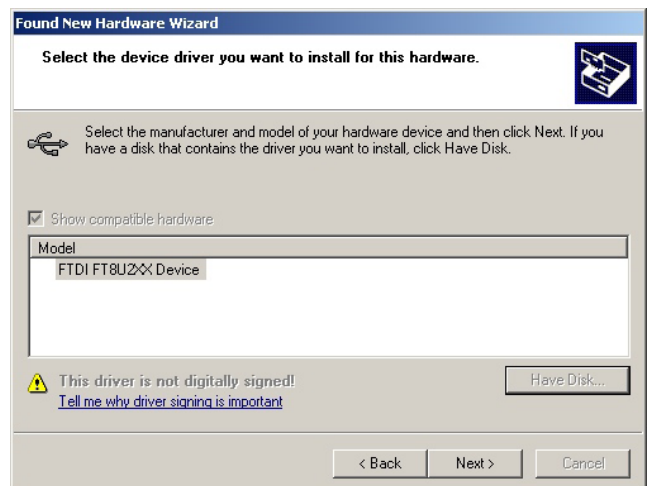 Found New Hardware Wizard
Select the device driver you want to install for this hardware.
Select the manufacturer and model of your hardware device and then click Next. If you
have a disk that contains the driver you want to install, click Have Disk.
Show compatible hardware
Model
FTDI FT8U2XX Device
This driver is not digitally signed!
Have Disk...
Tell me why driver signing is important
< Back
Next >
Cancel